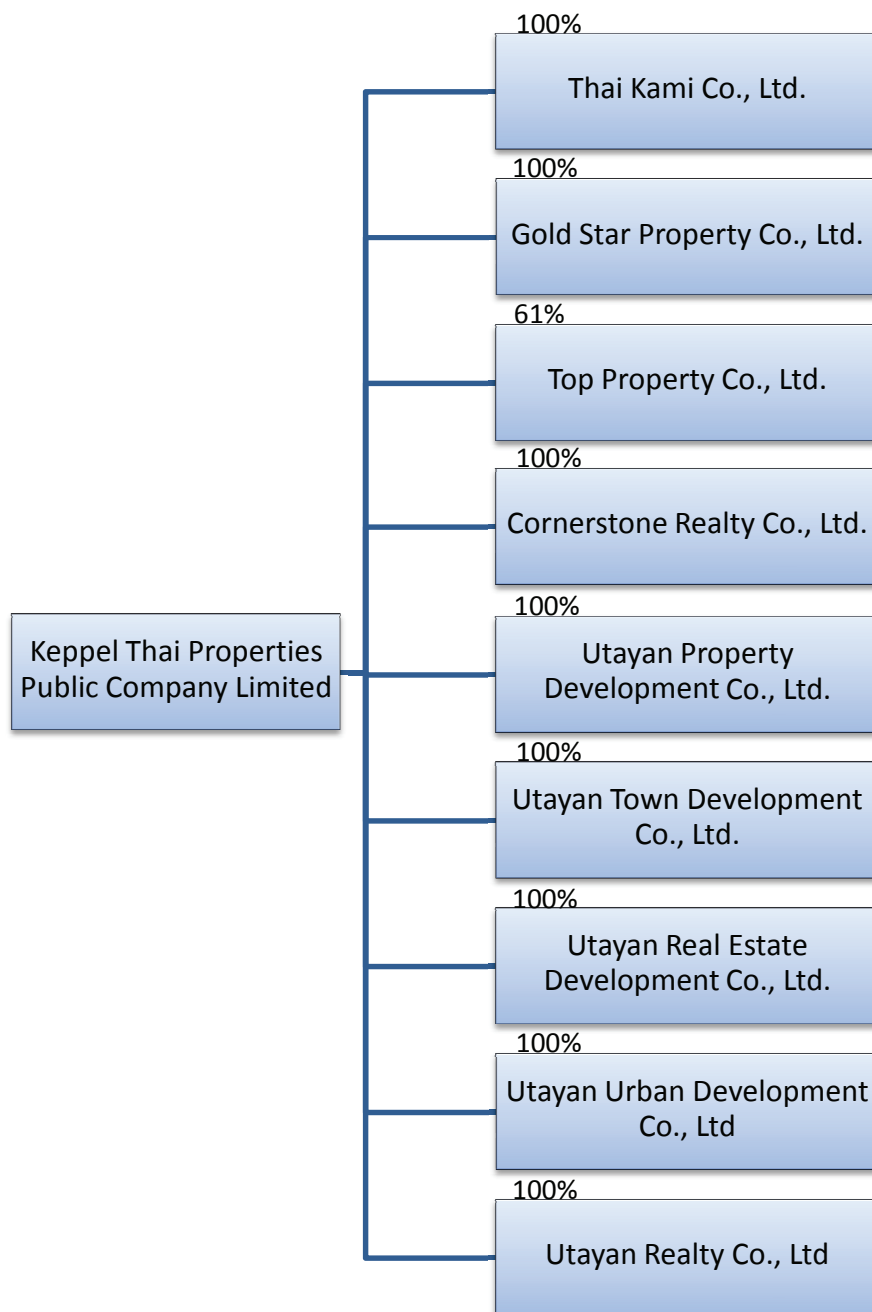 100%
Thai Kami Co., Ltd.
100%
Gold Star Property Co., Ltd.
61%
Top Property Co., Ltd.
100%
Cornerstone Realty Co., Ltd.
Keppel Thai Properties
Public Company Limited
100%
Utayan Property
Development Co., Ltd.
100%
Utayan Town Development
Co., Ltd.
100%
Utayan Real Estate
Development Co., Ltd.
100%
Utayan Urban Development
Co., Ltd
100%
Utayan Realty Co., Ltd